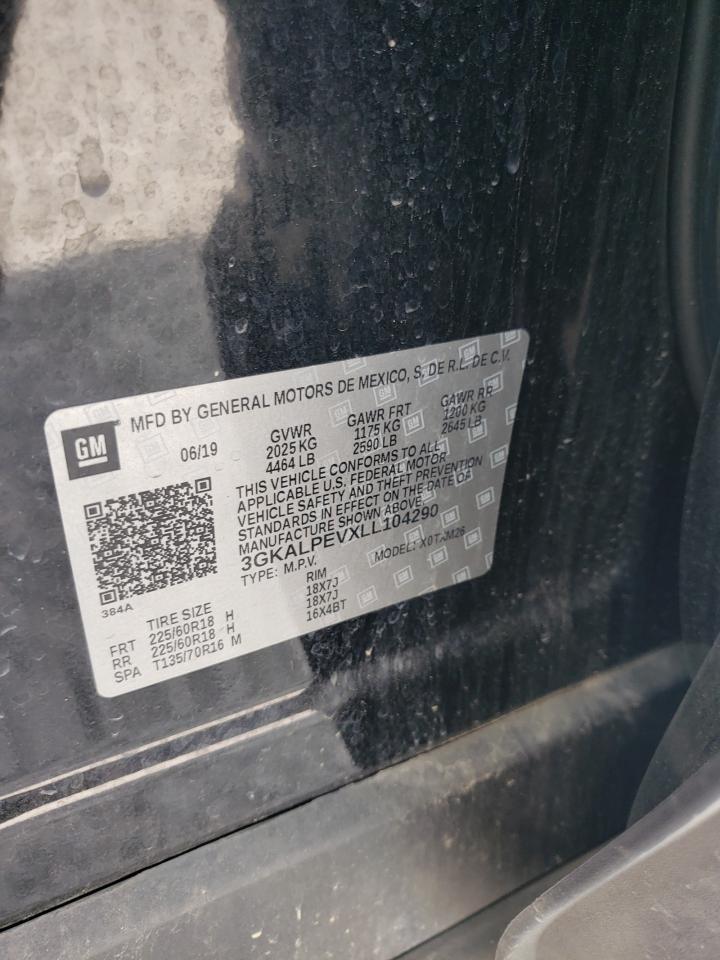 MFD BY GENERAL MOTORS DE MEXICO, S. DE R.L. DE C.V.
GM
06/19 GVWR GAWR FRT GAWR RR
2025 KG 1175 KG 1200 KG
4464 LB 2590 LB 2645 LB
THIS VEHICLE CONFORMS TO ALL
APPLICABLE U.S. FEDERAL MOTOR
VEHICLE SAFETY AND THEFT PREVENTION
STANDARDS IN EFFECT ON THE DATE OF
MANUFACTURE SHOWN ABOVE.
3GKALPEVXLL104290
TYPE: M.P.V. MODEL:
384A
TIRE SIZE RIM
FRT 225/60R18 H 18X7J
RR 225/60R18 H 18X7J
SPA T135/70R16 M 16X4BT